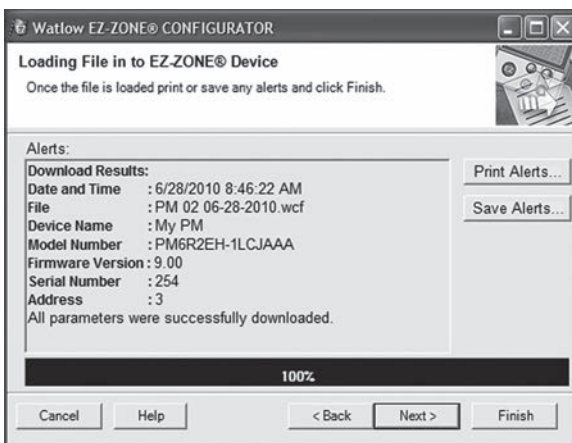 Watlow EZ-ZONE® CONFIGURATOR
Loading File in to EZ-ZONE® Device
Once the file is loaded print or save any alerts and click Finish.
Alerts:
Download Results:
Date and Time : 6/28/2010 8:46:22 AM
File : PM 02 06-28-2010.wcf
Device Name : My PM
Model Number : PM6R2EH-1LCJAAA
Firmware Version : 9.00
Serial Number : 254
Address : 3
All parameters were successfully downloaded.
Print Alerts...
Save Alerts...
100%
Cancel
Help
< Back
Next >
Finish